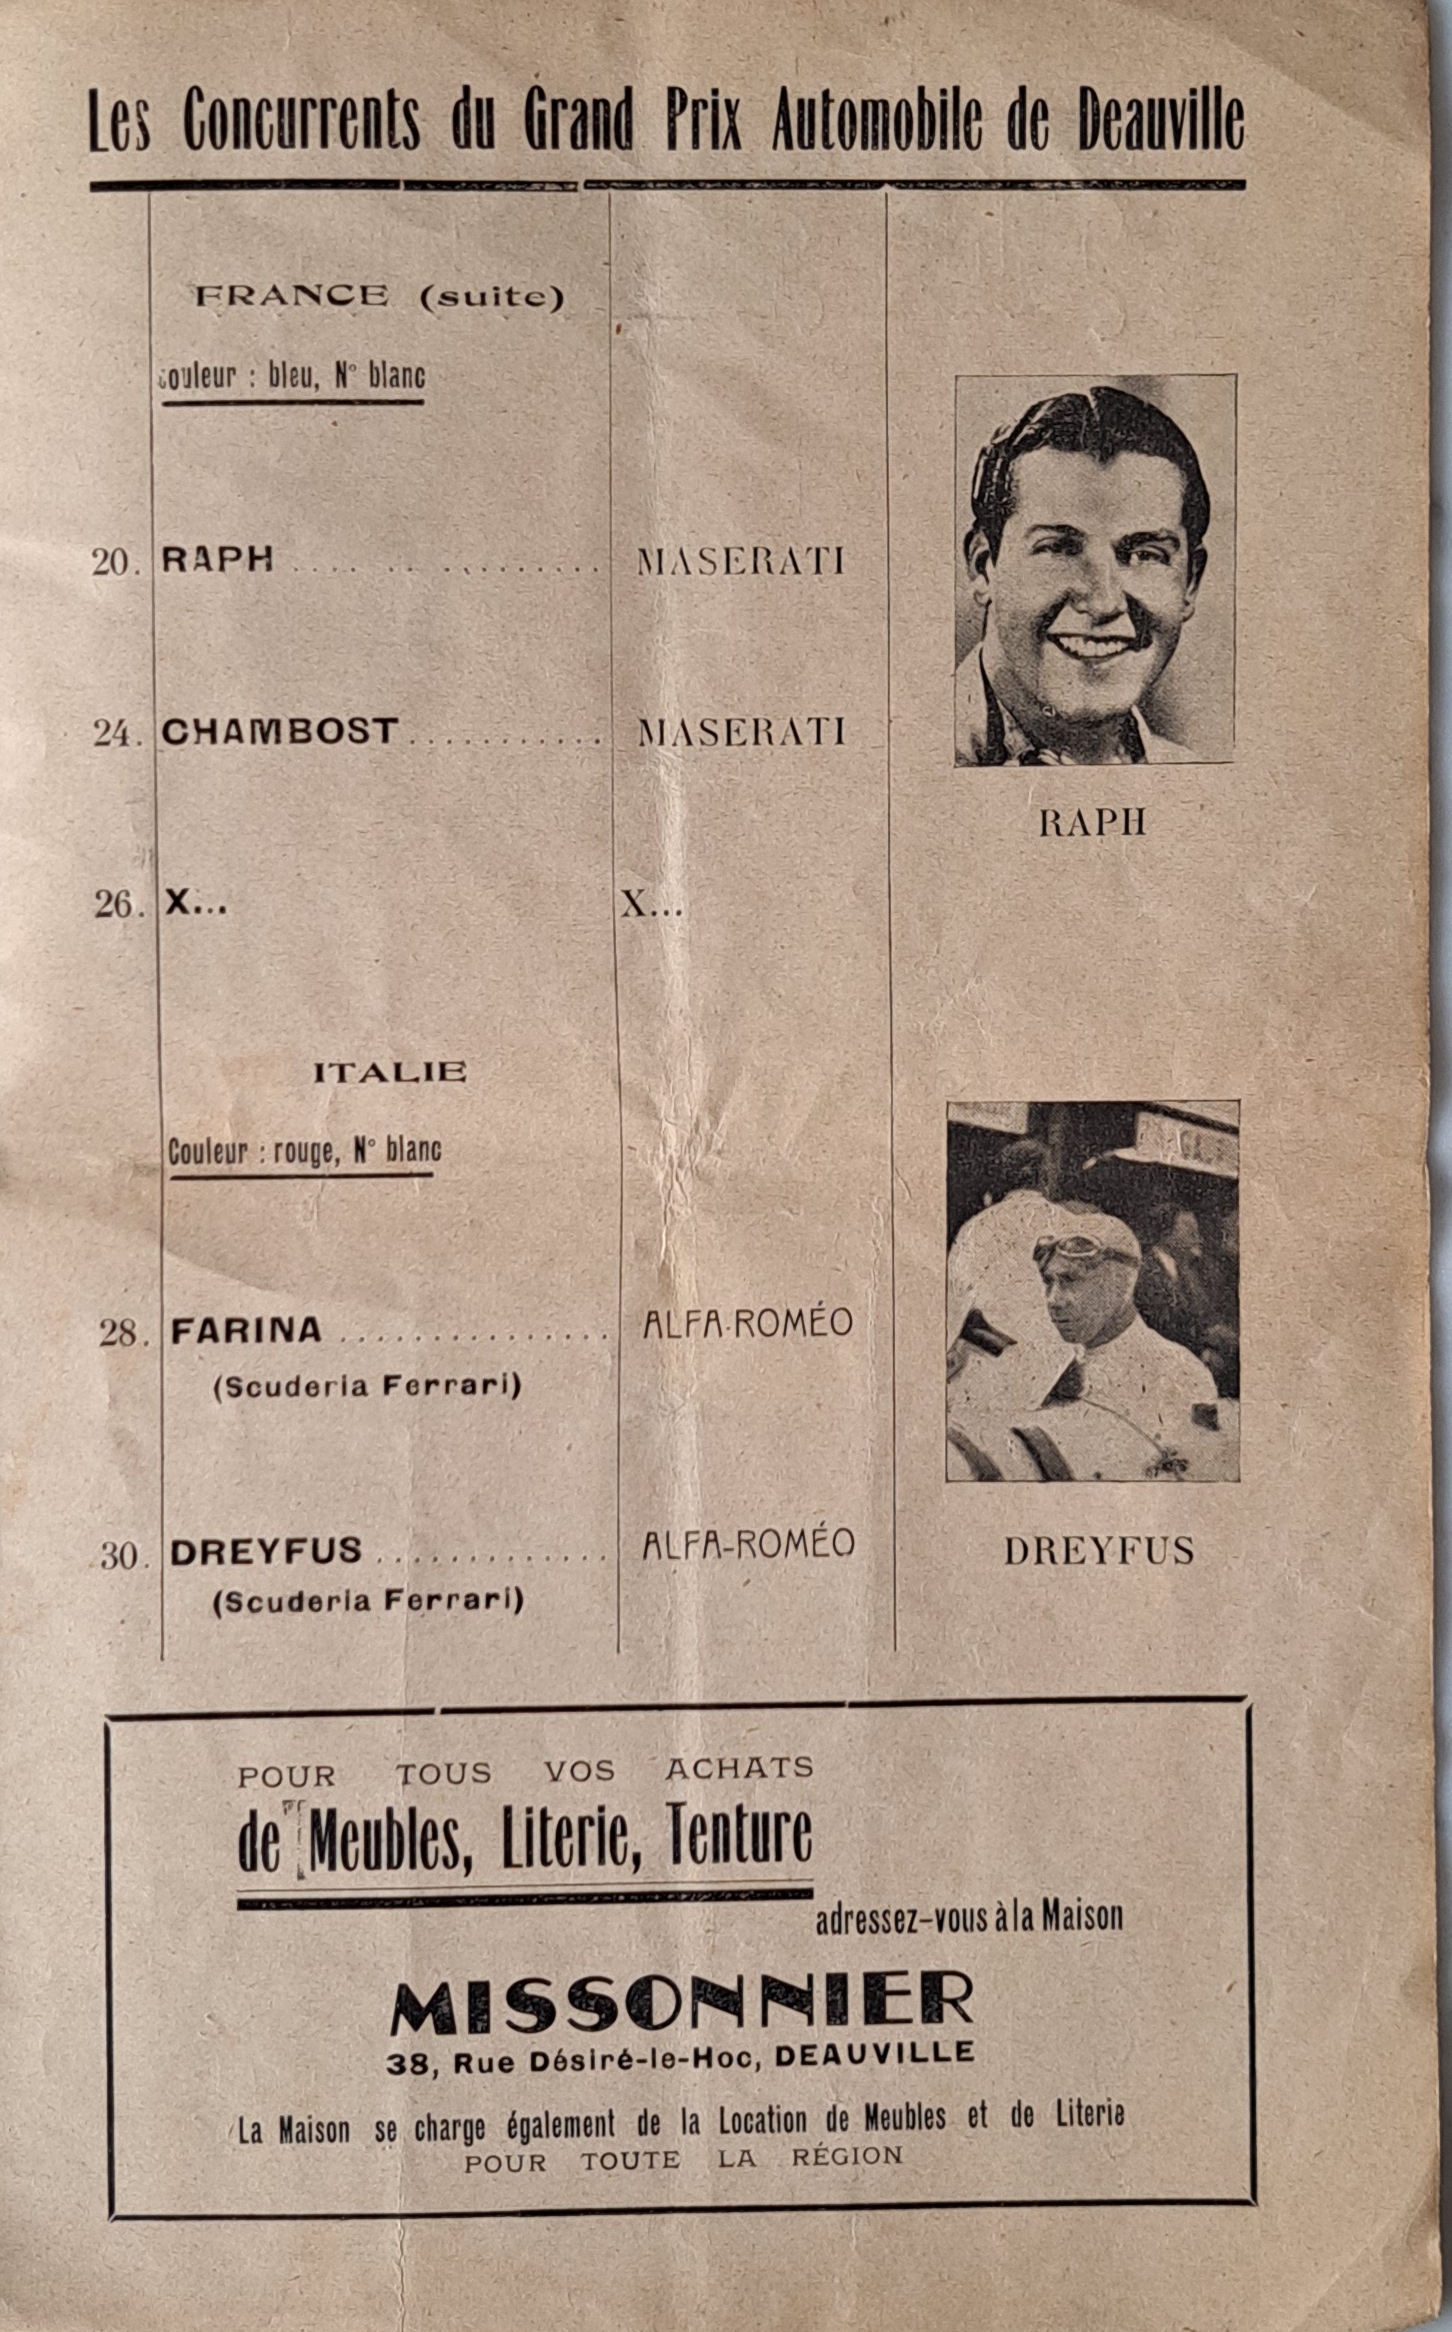 Les Concurrents du Grand Prix Automobile de Deauville
FRANCE (suite)
Couleur : bleu, N° blanc
20. RAPH .... .. .......... MASERATI
24. CHAMBOST ........... MASERATI
RAPH
26. X... X...
ITALIE
Couleur : rouge, N° blanc
28. FARINA ............... ALFA-ROMÉO
(Scuderia Ferrari)
30. DREYFUS ............. ALFA-ROMÉO
(Scuderia Ferrari)
DREYFUS
POUR TOUS VOS ACHATS
de Meubles, Literie, Tenture
adressez-vous à la Maison
MISSONNIER
38, Rue Désiré-le-Hoc, DEAUVILLE
La Maison se charge également de la Location de Meubles et de Literie
POUR TOUTE LA RÉGION